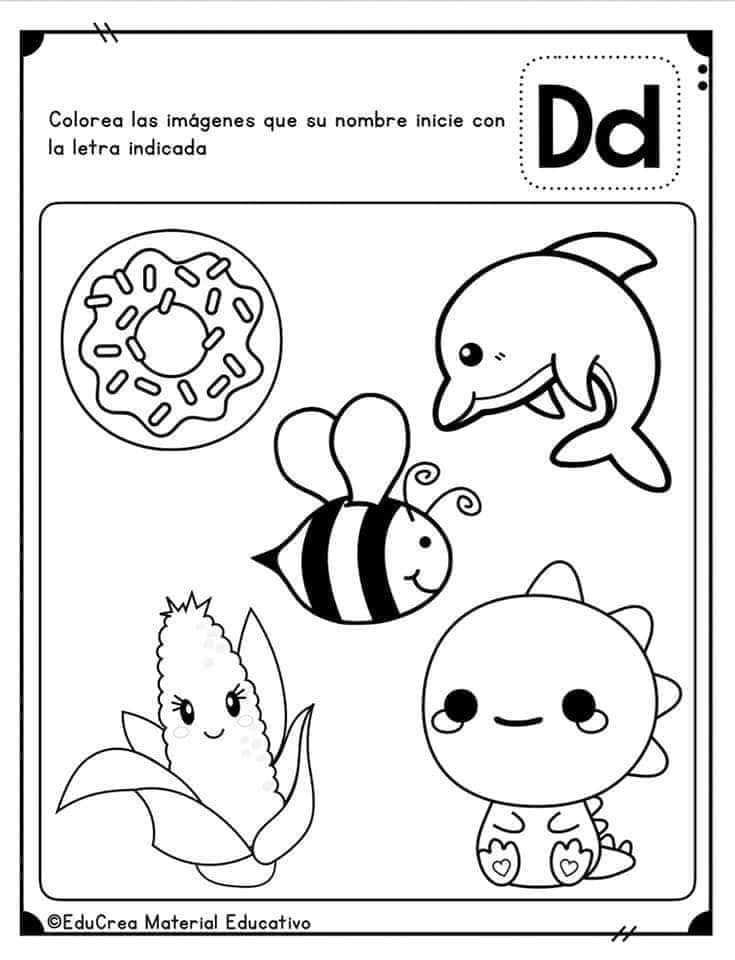 Colorea las imágenes que su nombre inicie con
la letra indicada
Dd
©EduCrea Material Educativo